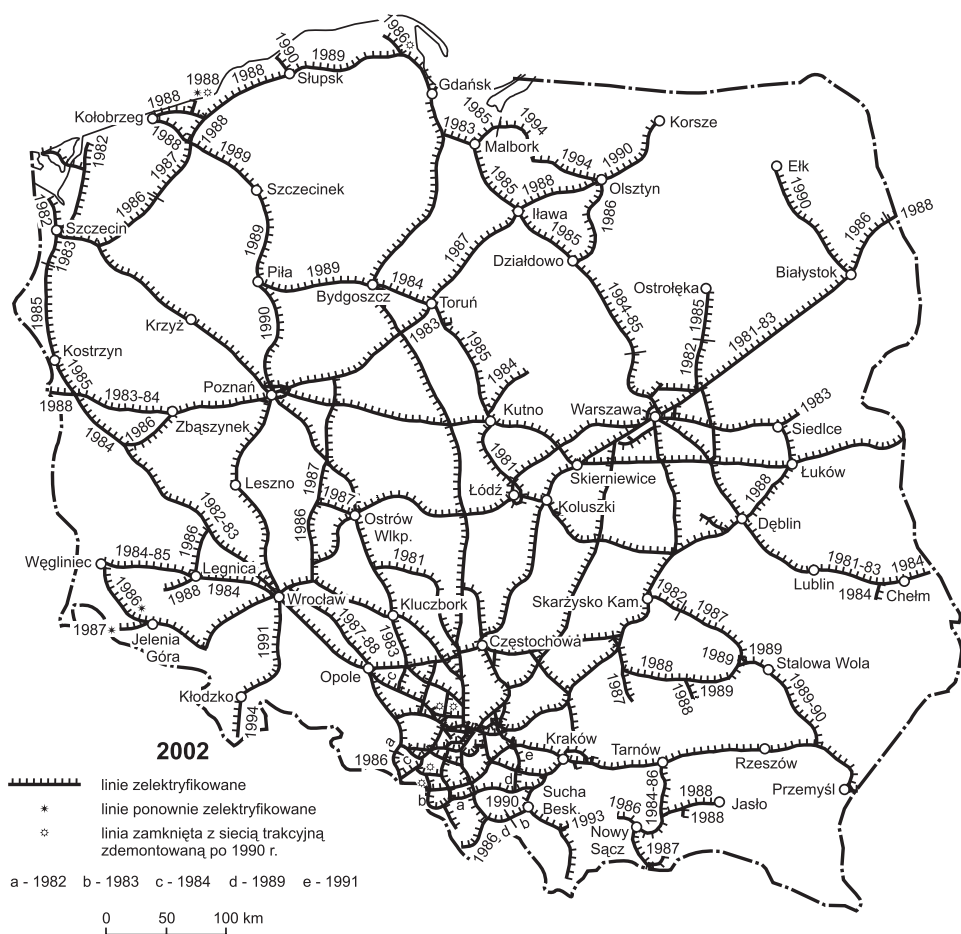 1986
1990
1989
Słupsk
1988
1988
1988
Gdańsk
Kołobrzeg
1988
1988
1985
1994
1983
Korsze
Malbork
1982
1987
1989
1994
1990
Olsztyn
Ełk
1990
Szczecinek
1985
1988
1986
1986
1982
Szczecin
Iława
1985
1986
1988
1983
1989
1987
Działdowo
Białystok
Piła
1989
1984
Bydgoszcz
Toruń
Ostrołęka
1985
1984-85
1981-83
1985
Krzyż
1990
1983
1985
1982
Kostrzyn
1985
1984
Poznań
1983-84
1988
Zbąszynek
1986
1984
Kutno
Warszawa
1983
Siedlce
1981
Skierniewice
Łuków
1987
Leszno
1987
Łódź
Koluszki
1988
1982-83
1986
Ostrów
Wlkp.
Dęblin
1986
1981
Węgliniec
1984-85
Legnica
1981-83
1984
Lublin
1984
Chełm
1988
1984
Wrocław
1986
Kluczbork
Skarżysko Kam.
1982
1987
1987
Jelenia
Góra
1991
1987-88
1983
Częstochowa
1989
1989
Stalowa Wola
Opole
c
1988
1989
1987
1988
1989-90
Kłodzko
1994
2002
a
1986
c
Kraków
e
Tarnów
Rzeszów
Przemyśl
d
b
a
1990
Sucha
Besk.
1984-86
1988
Jasło
1988
1986
d
b
1993
1986
Nowy
Sącz
1987
linie zelektryfikowane
linie ponownie zelektryfikowane
linia zamknięta z siecią trakcyjną
zdemontowaną po 1990 r.
a - 1982 b - 1983 c - 1984 d - 1989 e - 1991
0 50 100 km